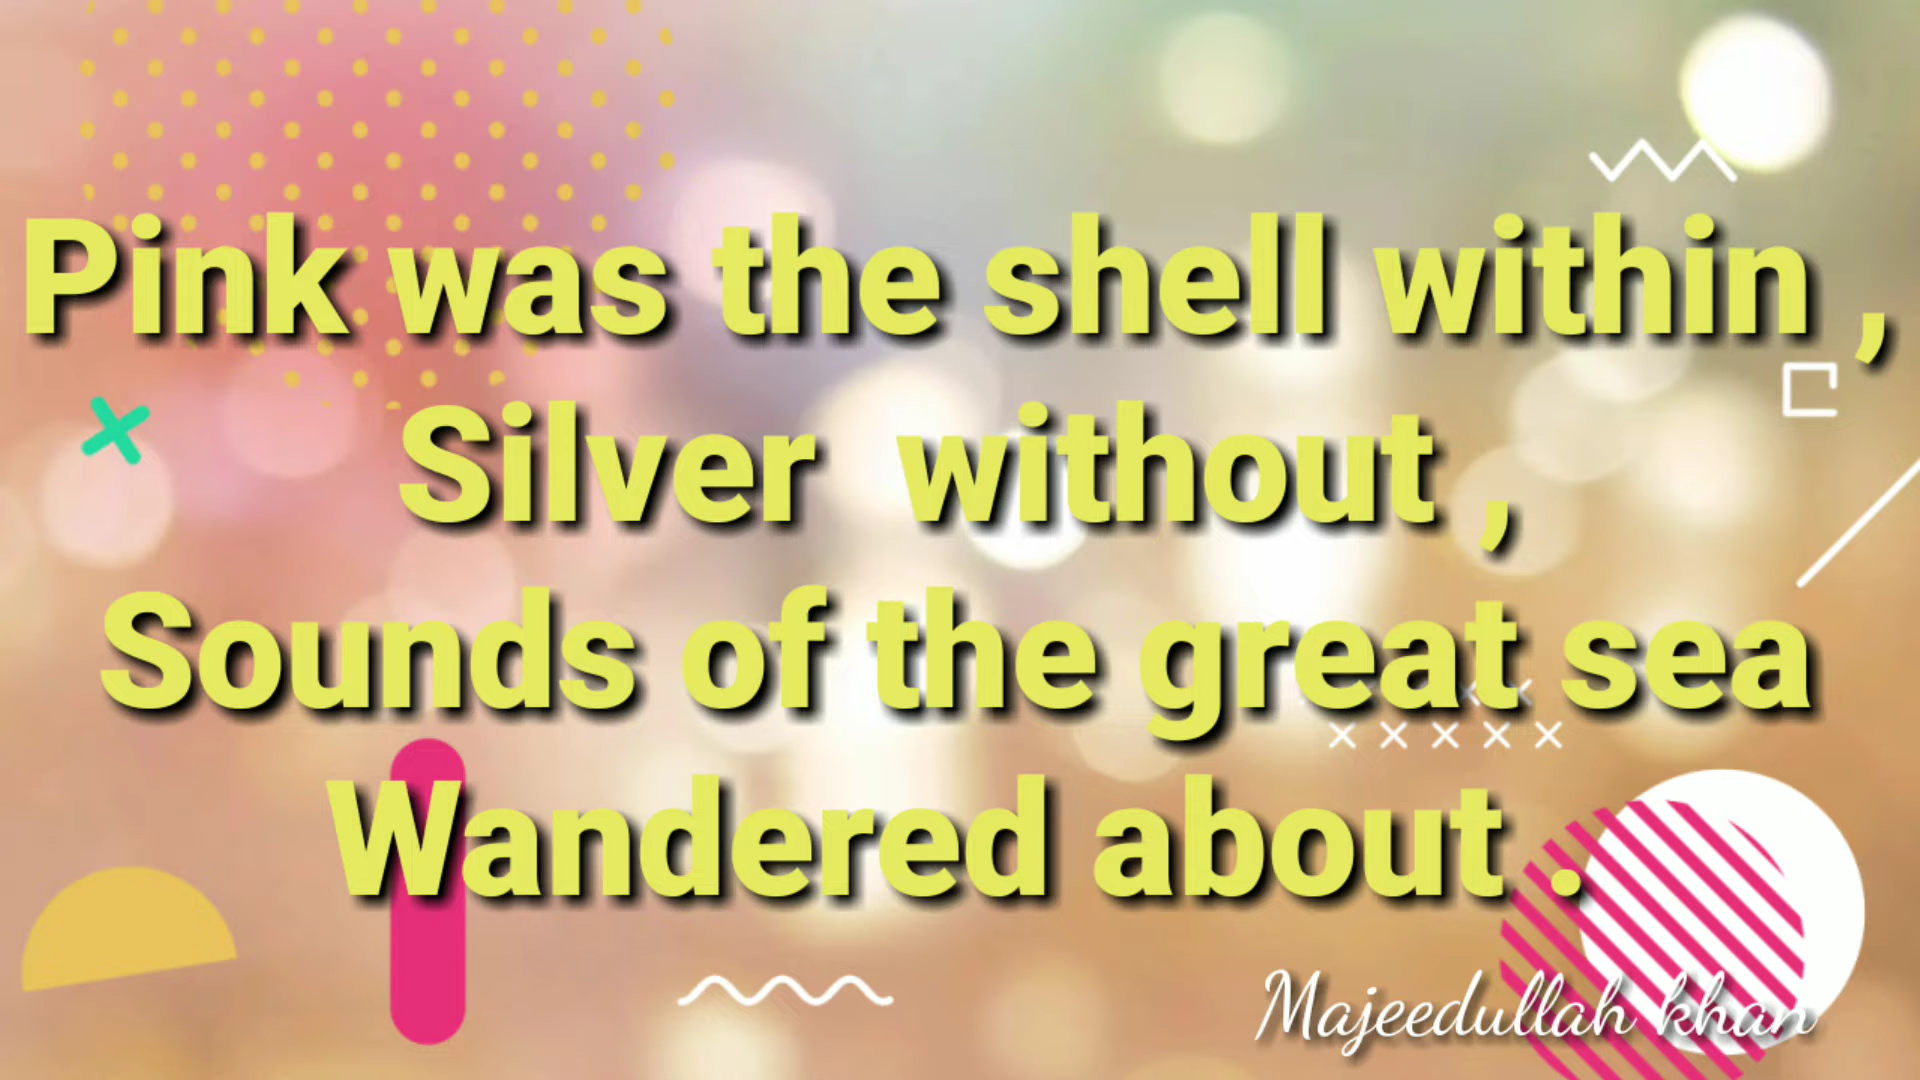 Pink was the shell within ,
Silver  without ,
Sounds of the great sea
Wandered about .
Majeedullah khan